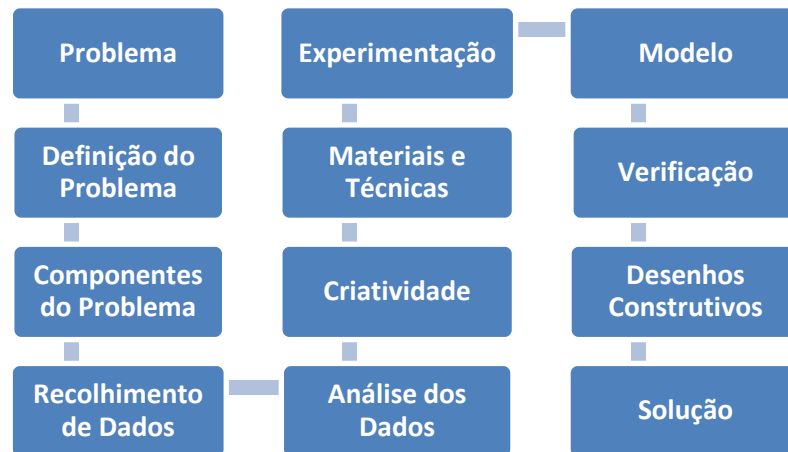 Problema
Definição do
Problema
Componentes
do Problema
Recolhimento
de Dados
Análise dos
Dados
Criatividade
Materiais e
Técnicas
Experimentação
Modelo
Verificação
Desenhos
Construtivos
Solução